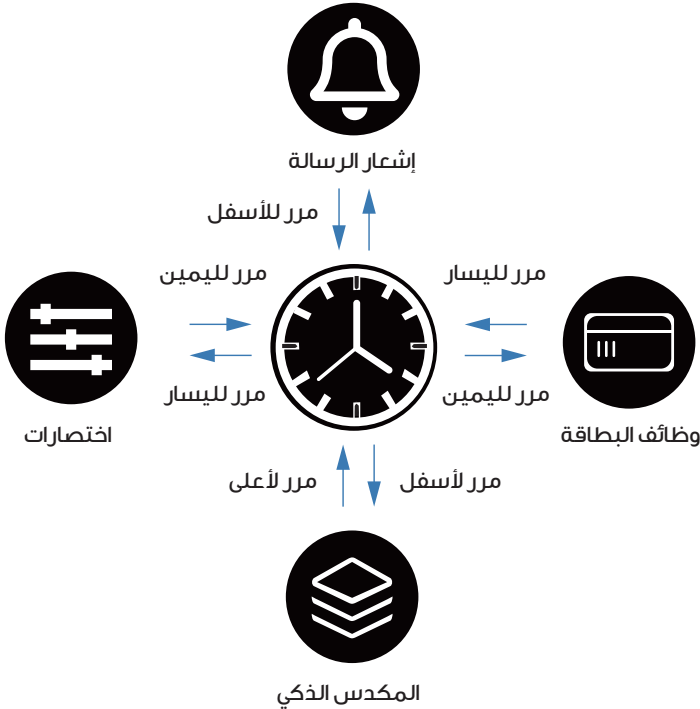 إشعار الرسالة
مرر للأسفل
مرر لليسار
مرر لليمين
مرر لليمين
مرر لليسار
وظائف البطاقة
اختصارات
مرر لأسفل
مرر لأعلى
المكدس الذكي